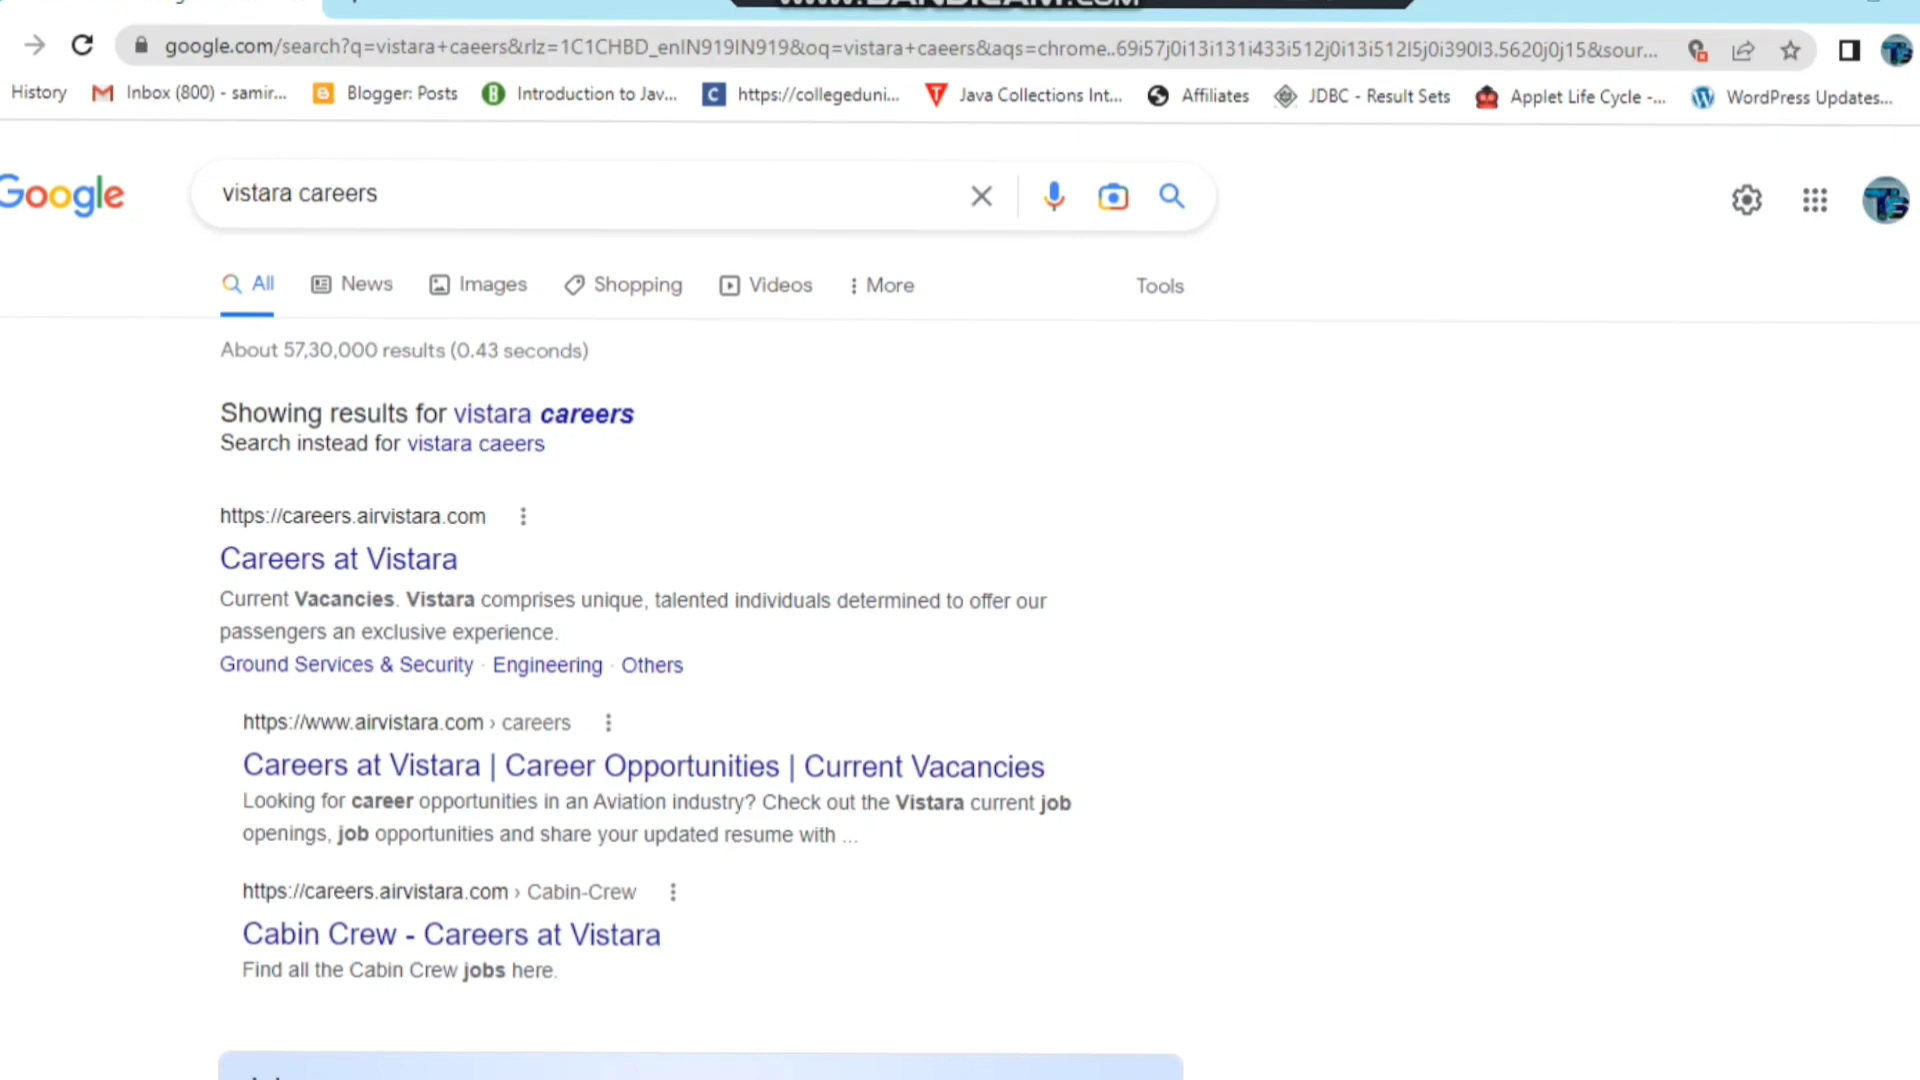 www.BANDICAM.com
google.com/search?q=vistara+caeers&rlz=1C1CHBD_enIN919IN919&oq=vistara+caeers&aqs=chrome..69i57j0i13i131i433i512j0i13i512l5j0i390l3.5620j0j15&sour...
History Inbox (800) - samir... Blogger: Posts Introduction to Jav... https://collegeduni... Java Collections Int... Affiliates JDBC - Result Sets Applet Life Cycle -... WordPress Updates...
Google vistara careers
All News Images Shopping Videos More Tools
About 57,30,000 results (0.43 seconds)
Showing results for vistara careers
Search instead for vistara caeers
https://careers.airvistara.com
Careers at Vistara
Current Vacancies. Vistara comprises unique, talented individuals determined to offer our
passengers an exclusive experience.
Ground Services & Security · Engineering · Others
https://www.airvistara.com › careers
Careers at Vistara | Career Opportunities | Current Vacancies
Looking for career opportunities in an Aviation industry? Check out the Vistara current job
openings, job opportunities and share your updated resume with ...
https://careers.airvistara.com › Cabin-Crew
Cabin Crew - Careers at Vistara
Find all the Cabin Crew jobs here.